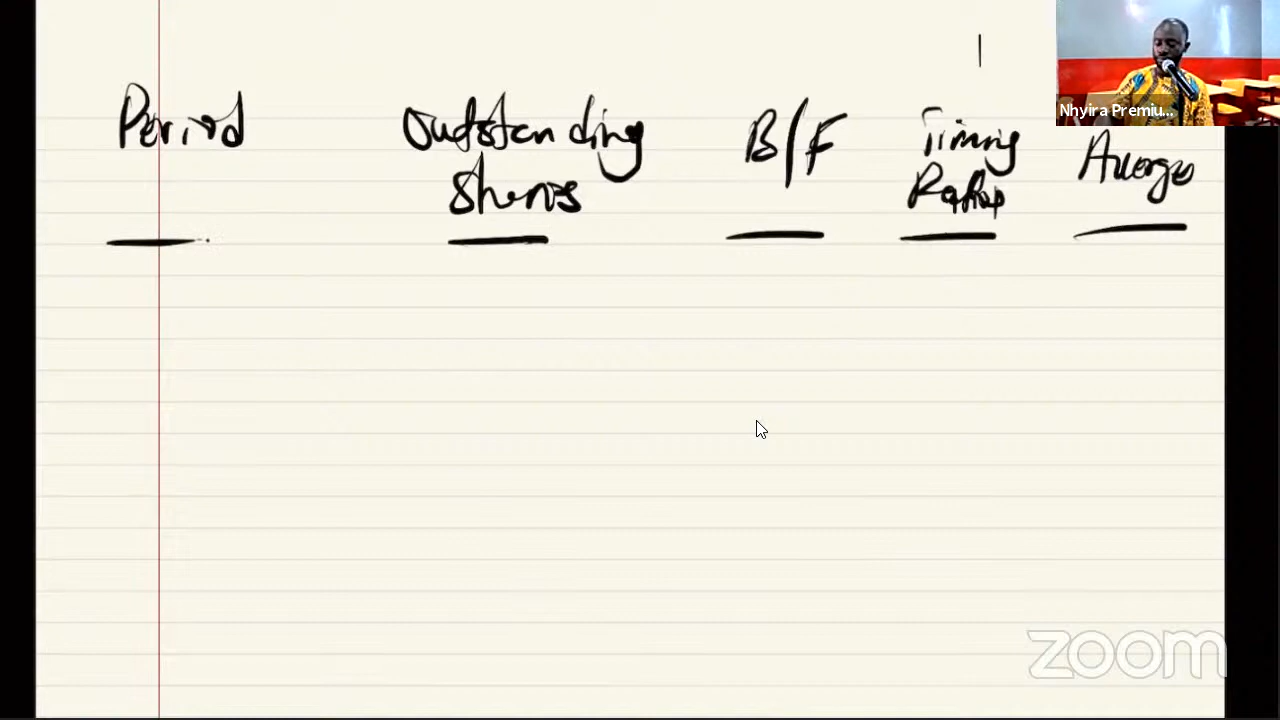 Period
Outstanding
Shares
B/F
Timing
Ratio
Average
Nhyira Premiu...
zoom